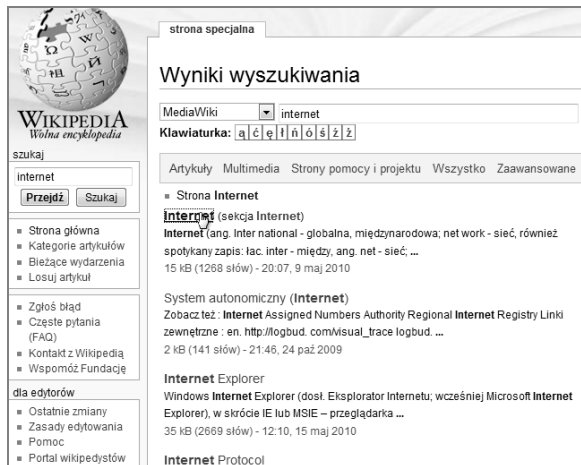 strona specjalna
Wyniki wyszukiwania
MediaWiki internet
Klawiaturka: ą ć ę ł ń ó ś ź ż
Artykuły Multimedia Strony pomocy i projektu Wszystko Zaawansowane
Strona Internet
Internet (sekcja Internet)
Internet (ang. Inter national - globalna, międzynarodowa; net work - sieć, również
spotykany zapis: łac. inter - między, ang. net - sieć; ...
15 kB (1268 słów) - 20:07, 9 maj 2010
System autonomiczny (Internet)
Zobacz też : Internet Assigned Numbers Authority Regional Internet Registry Linki
zewnętrzne : en. http://logbud. com/visual_trace logbud. ...
2 kB (141 słów) - 21:46, 24 paź 2009
Internet Explorer
Windows Internet Explorer (dosł. Eksplorator Internetu; wcześniej Microsoft Internet
Explorer), w skrócie IE lub MSIE – przeglądarka ...
35 kB (2669 słów) - 12:10, 15 maj 2010
Internet Protocol
WIKIPEDIA
Wolna encyklopedia
szukaj
internet
Przejdź Szukaj
Strona główna
Kategorie artykułów
Bieżące wydarzenia
Losuj artykuł
Zgłoś błąd
Częste pytania
(FAQ)
Kontakt z Wikipedią
Wspomóż Fundację
dla edytorów
Ostatnie zmiany
Zasady edytowania
Pomoc
Portal wikipedystów